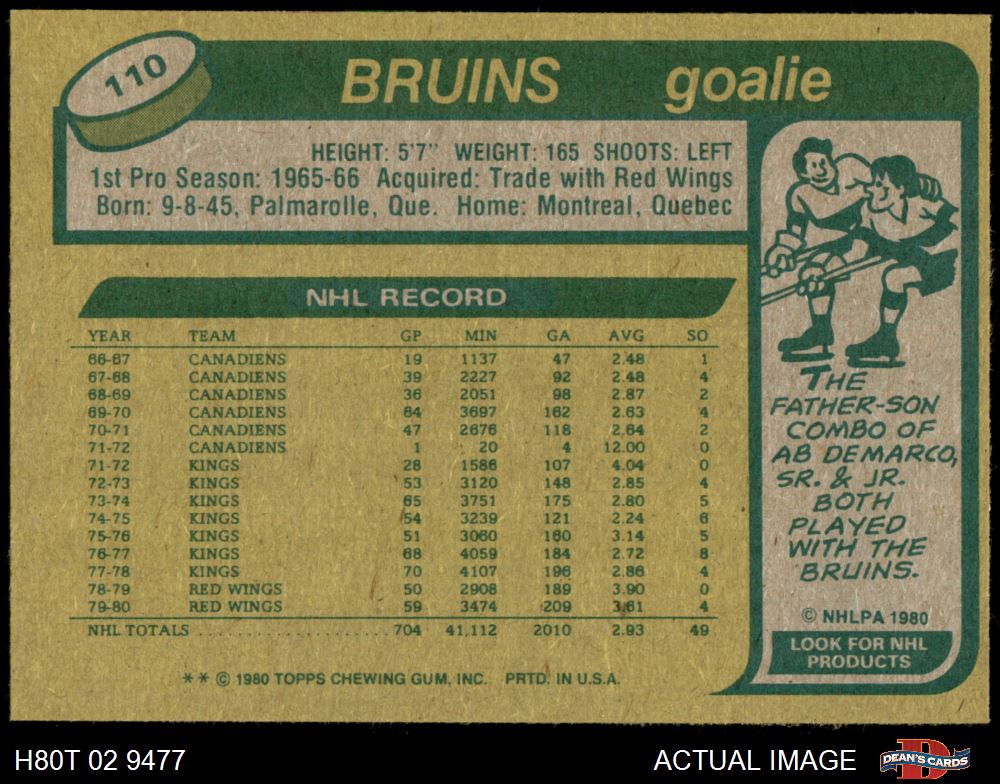 110
BRUINS goalie
HEIGHT: 5'7" WEIGHT: 165 SHOOTS: LEFT
1st Pro Season: 1965-66 Acquired: Trade with Red Wings
Born: 9-8-45, Palmarolle, Que. Home: Montreal, Quebec
NHL RECORD
YEAR TEAM GP MIN GA AVG SO
66-67 CANADIENS 19 1137 47 2.48 1
67-68 CANADIENS 39 2227 92 2.48 4
68-69 CANADIENS 36 2051 98 2.87 2
69-70 CANADIENS 64 3697 162 2.63 4
70-71 CANADIENS 47 2676 118 2.64 2
71-72 CANADIENS 1 20 4 12.00 0
71-72 KINGS 28 1586 107 4.04 0
72-73 KINGS 53 3120 148 2.85 4
73-74 KINGS 65 3751 175 2.80 5
74-75 KINGS 54 3239 121 2.24 6
75-76 KINGS 51 3060 160 3.14 5
76-77 KINGS 68 4059 184 2.72 8
77-78 KINGS 70 4107 196 2.86 4
78-79 RED WINGS 50 2908 189 3.90 0
79-80 RED WINGS 59 3474 209 3.61 4
NHL TOTALS . . . . . . . . . . . . . . . . . . 704 41,112 2010 2.93 49
* * © 1980 TOPPS CHEWING GUM, INC. PRTD. IN U.S.A.
THE
FATHER-SON
COMBO OF
AB DEMARCO,
SR. & JR.
BOTH
PLAYED
WITH THE
BRUINS.
© NHLPA 1980
LOOK FOR NHL
PRODUCTS
H80T 02 9477 ACTUAL IMAGE
D
DEAN'S CARDS